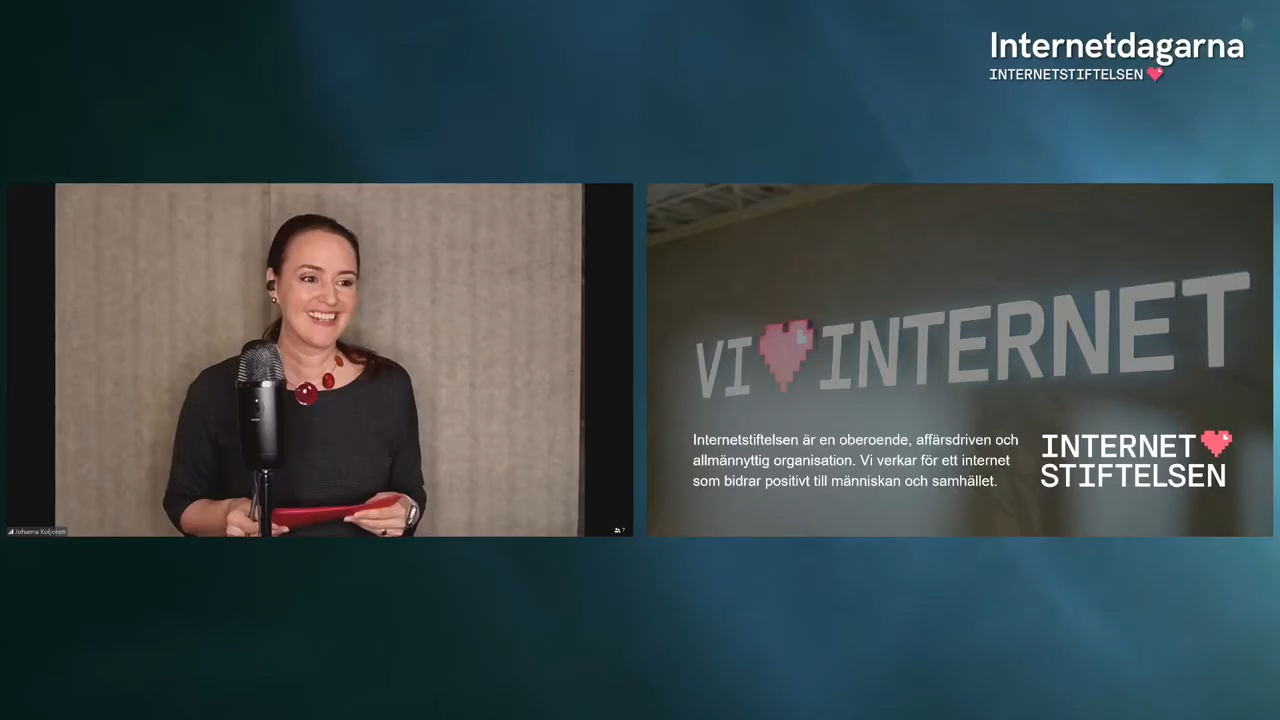 Internetdagarna
INTERNETSTIFTELSEN
VI INTERNET
Internetstiftelsen är en oberoende, affärsdriven och
allmännyttig organisation. Vi verkar för ett internet
som bidrar positivt till människan och samhället.
INTERNET
STIFTELSEN
Johanna Koljonen
7